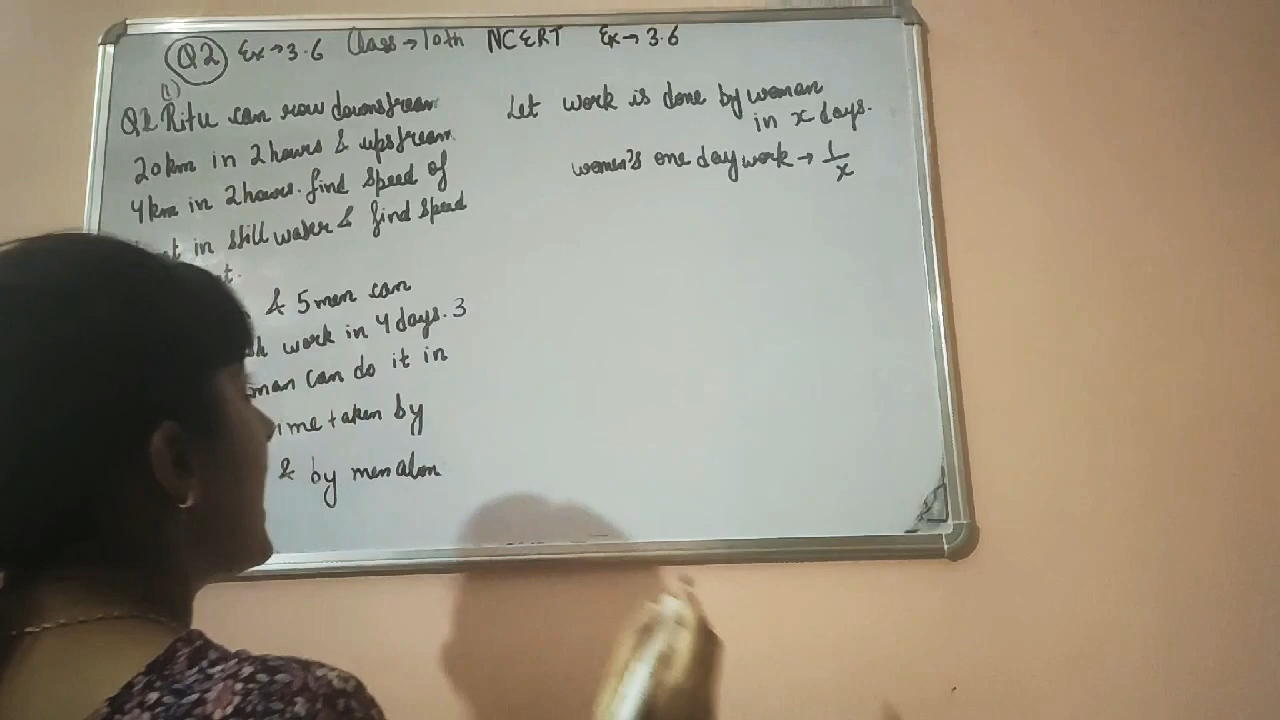 Q2 Ex→3.6 Class→10th NCERT Ex→3.6
(1)
Q2 Ritu can row downstream
20km in 2hours & upstream
4km in 2hours. find speed of
in still water & find speed
& 5men can
work in 4days. 3
can do it in
taken by
& by men alon
Let work is done by woman
in x days.
women's one day work → 1/x